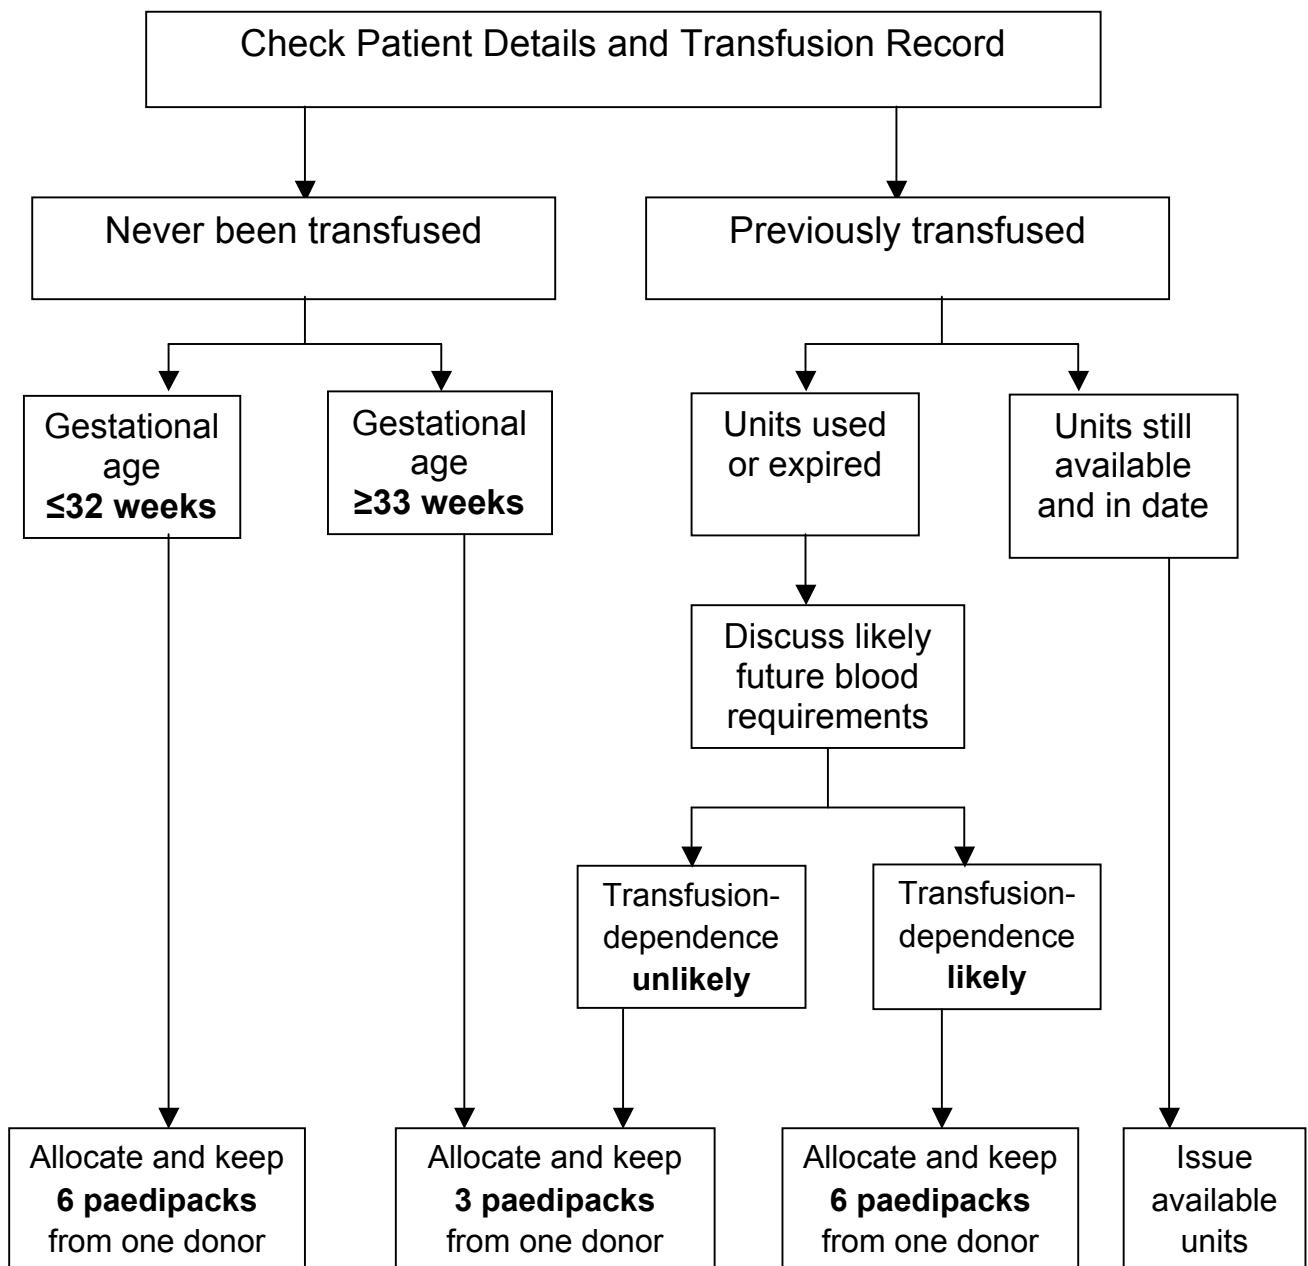 Check Patient Details and Transfusion Record
Never been transfused
Previously transfused
Gestational
age
≤32 weeks
Gestational
age
≥33 weeks
Units used
or expired
Units still
available
and in date
Discuss likely
future blood
requirements
Transfusion-
dependence
unlikely
Transfusion-
dependence
likely
Allocate and keep
6 paedipacks
from one donor
Allocate and keep
3 paedipacks
from one donor
Allocate and keep
6 paedipacks
from one donor
Issue
available
units